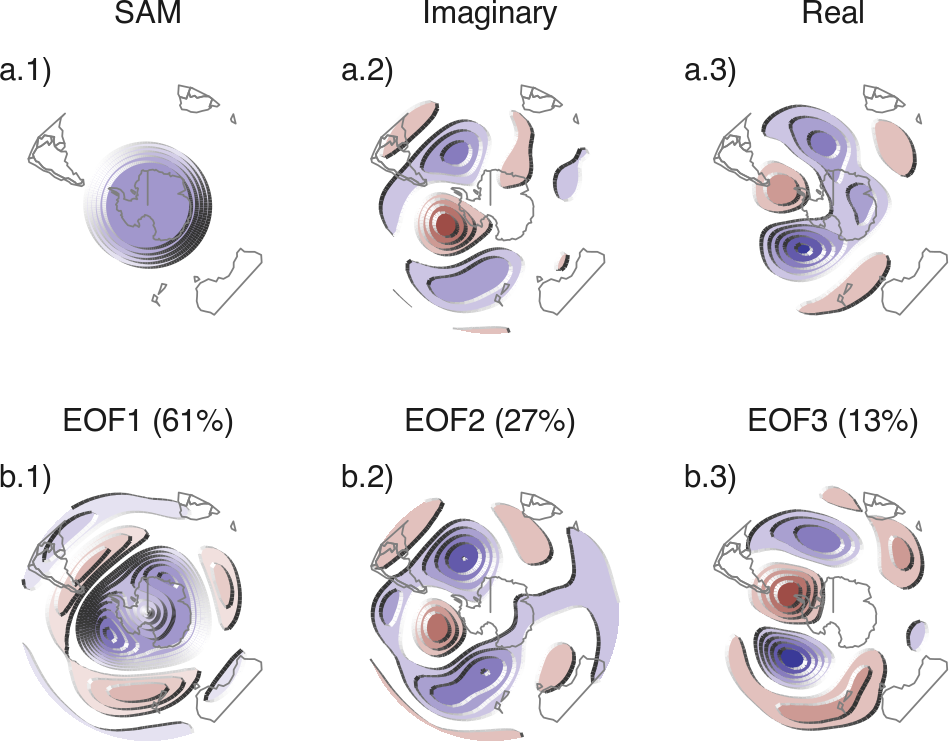 SAM Imaginary Real
a.1) a.2) a.3)
EOF1 (61%) EOF2 (27%) EOF3 (13%)
b.1) b.2) b.3)